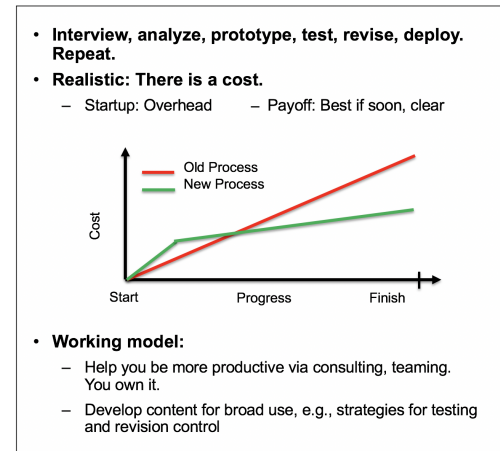 • Interview, analyze, prototype, test, revise, deploy.
Repeat.
• Realistic: There is a cost.
– Startup: Overhead – Payoff: Best if soon, clear
Old Process
New Process
Cost
Start Progress Finish
• Working model:
– Help you be more productive via consulting, teaming.
You own it.
– Develop content for broad use, e.g., strategies for testing
and revision control